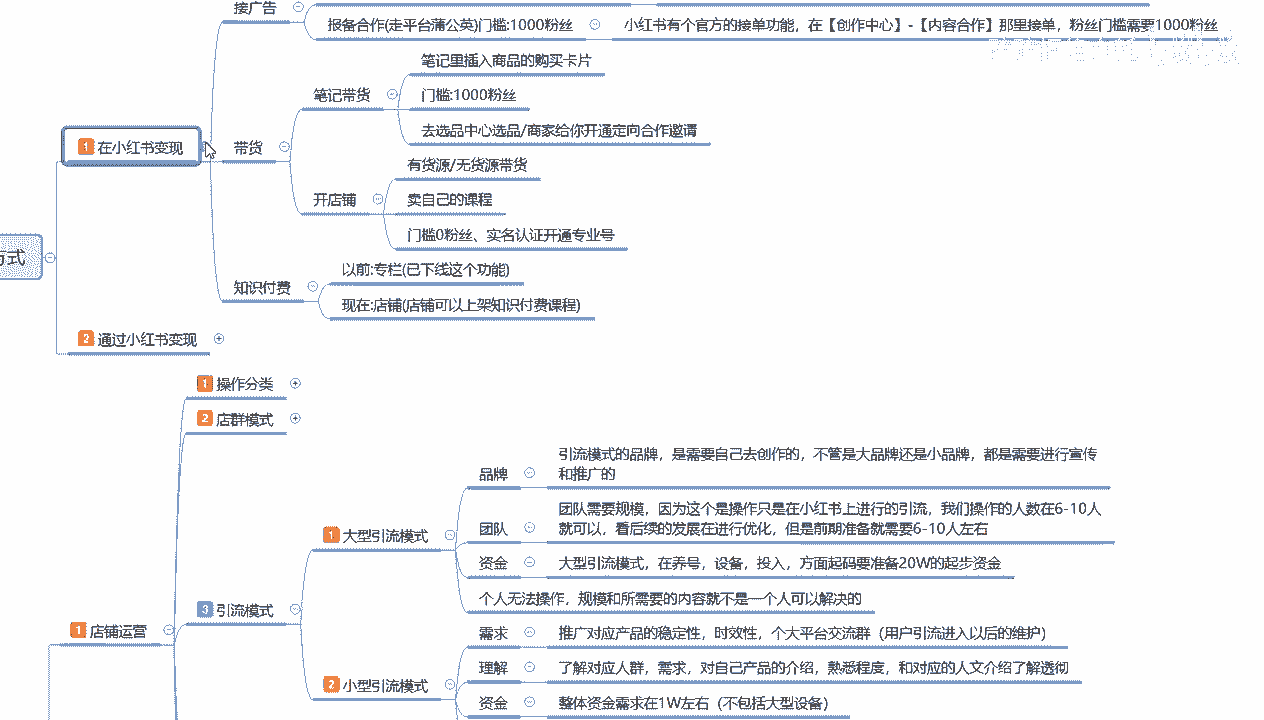 接广告
报备合作(走平台蒲公英)门槛:1000粉丝
小红书有个官方的接单功能，在【创作中心】-【内容合作】那里接单，粉丝门槛需要1000粉丝
笔记里插入商品的购买卡片
笔记带货
门槛:1000粉丝
去选品中心选品/商家给你开通定向合作邀请
1 在小红书变现
带货
有货源/无货源带货
开店铺
卖自己的课程
门槛0粉丝、实名认证开通专业号
方式
以前:专栏(已下线这个功能)
知识付费
现在:店铺(店铺可以上架知识付费课程)
2 通过小红书变现
1 操作分类
2 店群模式
品牌
引流模式的品牌，是需要自己去创作的，不管是大品牌还是小品牌，都是需要进行宣传
和推广的
团队
团队需要规模，因为这个是操作只是在小红书上进行的引流，我们操作的人数在6-10人
就可以，看后续的发展在进行优化，但是前期准备就需要6-10人左右
1 大型引流模式
资金
大型引流模式，在养号，设备，投入，方面起码要准备20W的起步资金
个人无法操作，规模和所需要的内容就不是一个人可以解决的
3 引流模式
1 店铺运营
需求
推广对应产品的稳定性，时效性，个大平台交流群（用户引流进入以后的维护）
理解
了解对应人群，需求，对自己产品的介绍，熟悉程度，和对应的人文介绍了解透彻
2 小型引流模式
资金
整体资金需求在1W左右（不包括大型设备）